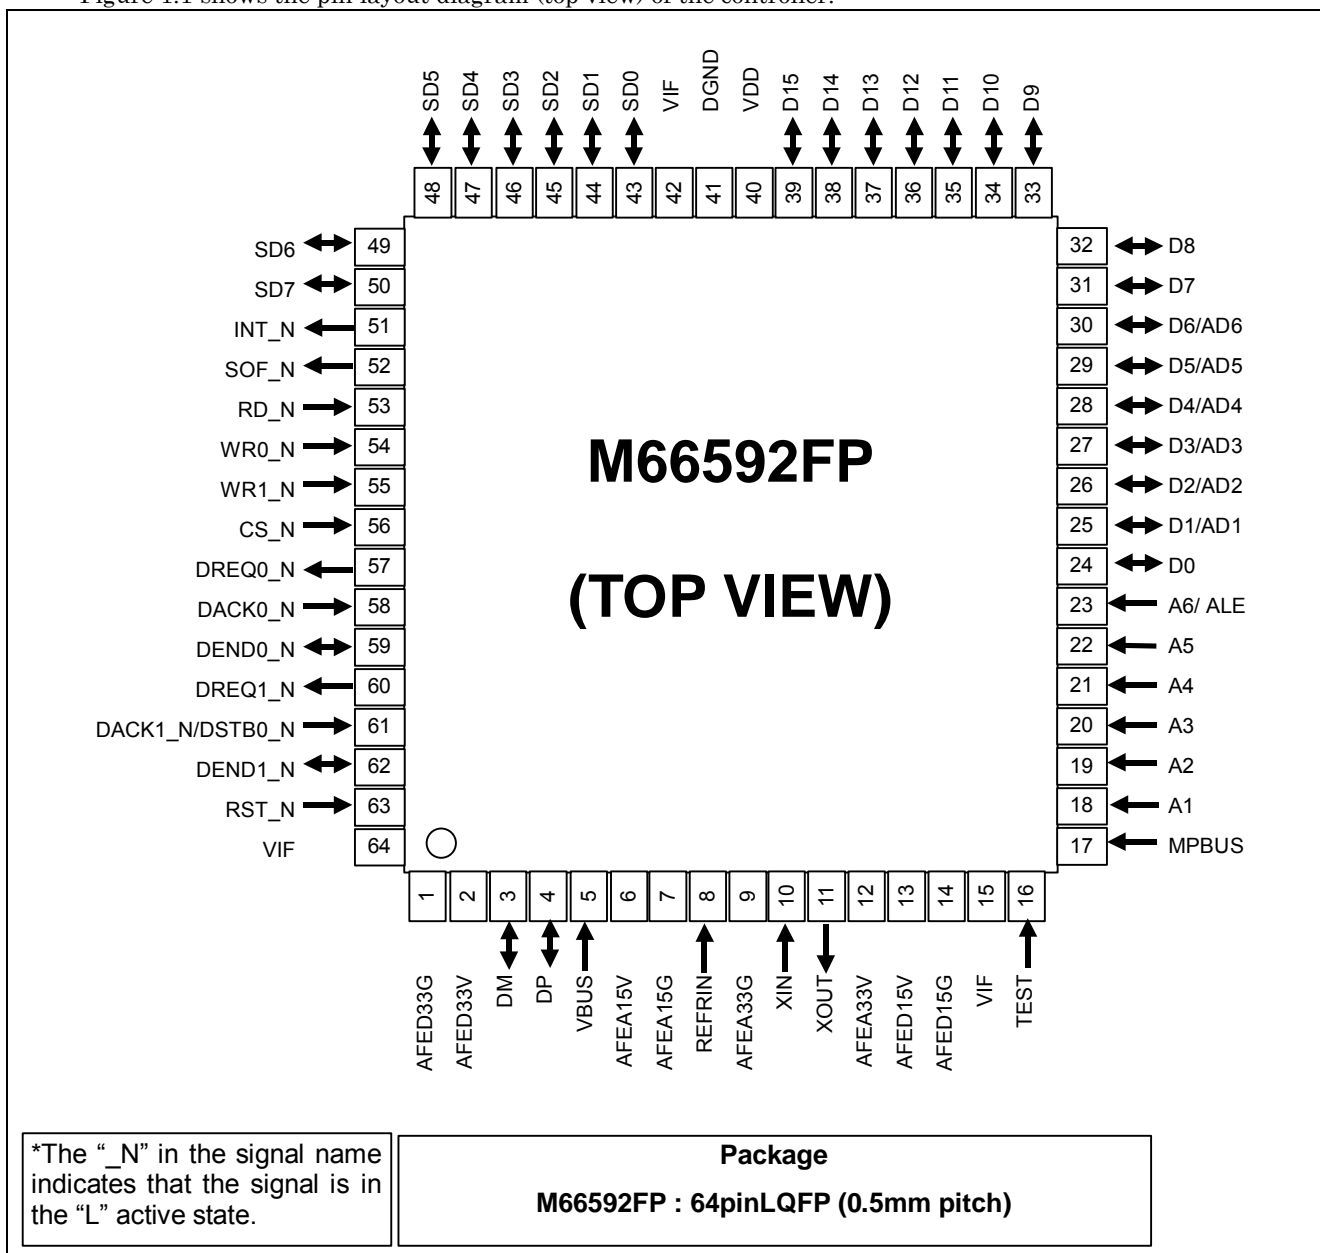 Figure 1.1 shows the pin layout diagram (top view) of the controller.
SD5 SD4 SD3 SD2 SD1 SD0 VIF DGND VDD D15 D14 D13 D12 D11 D10 D9
48 47 46 45 44 43 42 41 40 39 38 37 36 35 34 33
SD6 49
SD7 50
INT_N 51
SOF_N 52
RD_N 53
WR0_N 54
WR1_N 55
CS_N 56
DREQ0_N 57
DACK0_N 58
DEND0_N 59
DREQ1_N 60
DACK1_N/DSTB0_N 61
DEND1_N 62
RST_N 63
VIF 64
M66592FP
(TOP VIEW)
32 D8
31 D7
30 D6/AD6
29 D5/AD5
28 D4/AD4
27 D3/AD3
26 D2/AD2
25 D1/AD1
24 D0
23 A6/ ALE
22 A5
21 A4
20 A3
19 A2
18 A1
17 MPBUS
1 2 3 4 5 6 7 8 9 10 11 12 13 14 15 16
AFED33G AFED33V DM DP VBUS AFEA15V AFEA15G REFRIN AFEA33G XIN XOUT AFEA33V AFED15V AFED15G VIF TEST
*The “_N” in the signal name
indicates that the signal is in
the “L” active state.
Package
M66592FP : 64pinLQFP (0.5mm pitch)